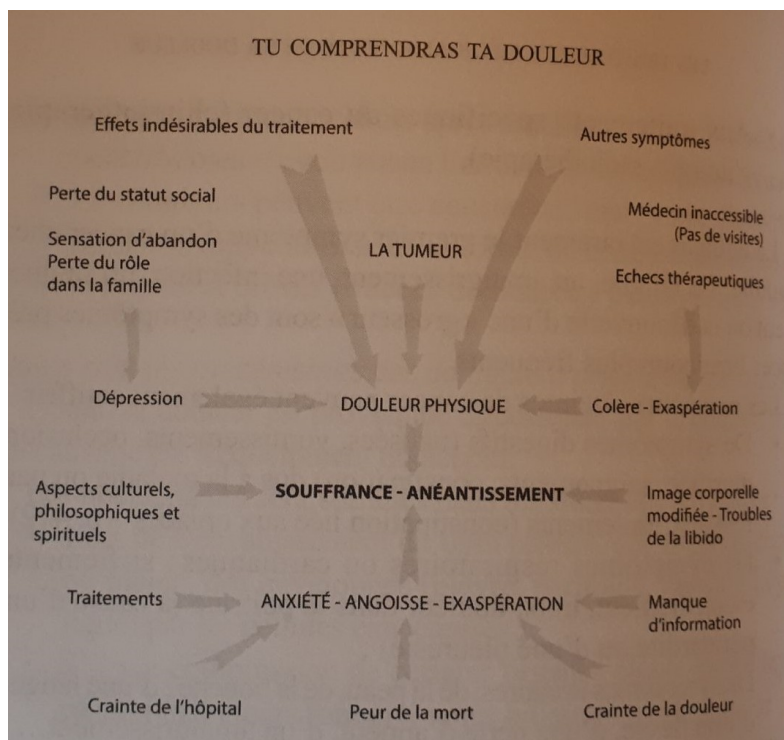 TU COMPRENDRAS TA DOULEUR
Effets indésirables du traitement
Autres symptômes
Perte du statut social
Médecin inaccessible
(Pas de visites)
Sensation d'abandon
Perte du rôle
dans la famille
LA TUMEUR
Echecs thérapeutiques
Dépression
DOULEUR PHYSIQUE
Colère - Exaspération
Aspects culturels,
philosophiques et
spirituels
SOUFFRANCE - ANÉANTISSEMENT
Image corporelle
modifiée - Troubles
de la libido
Traitements
ANXIÉTÉ - ANGOISSE - EXASPÉRATION
Manque
d'information
Crainte de l'hôpital
Peur de la mort
Crainte de la douleur